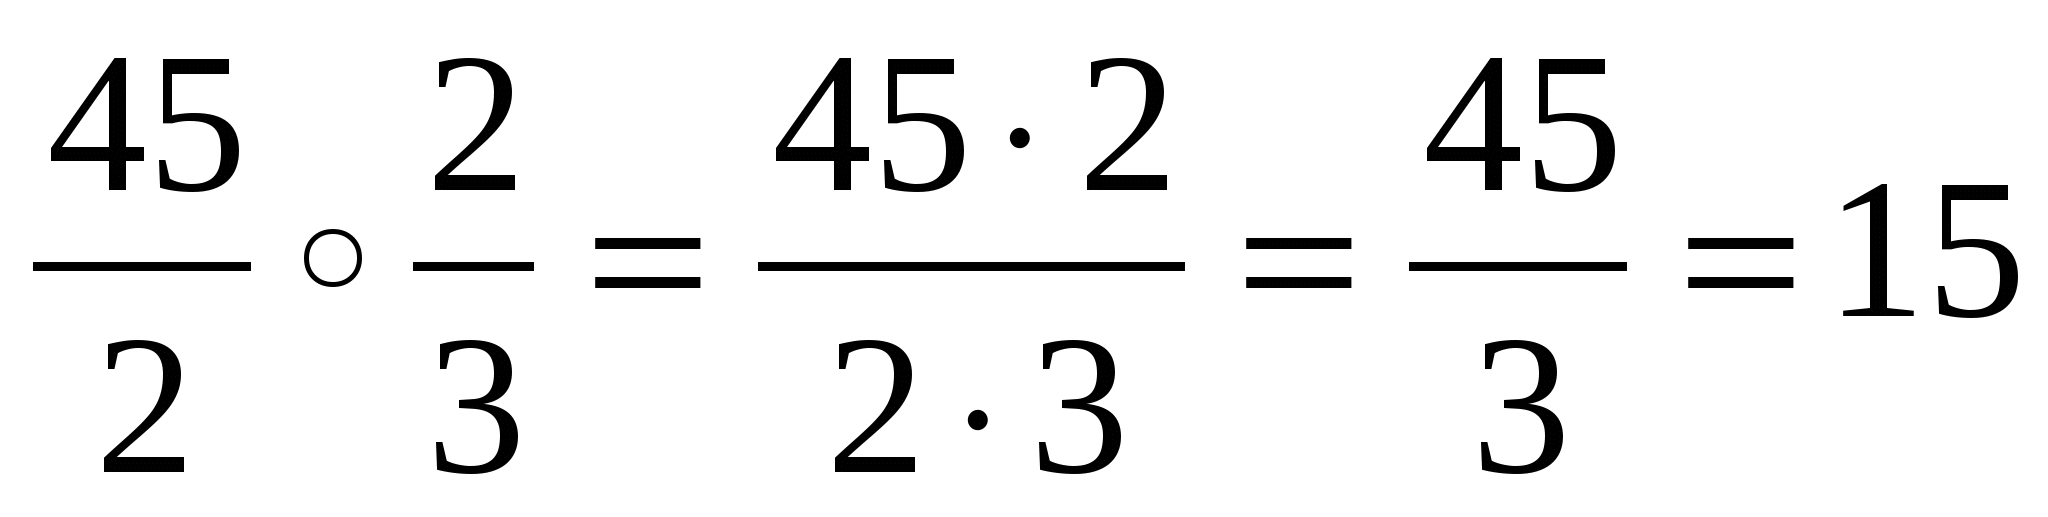 45/2 ○ 2/3 = 45·2/2·3 = 45/3 = 15